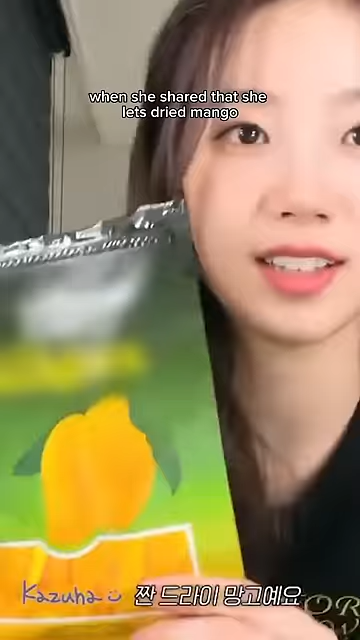 when she shared that she
lets dried mango
Kazuha 짠 드라이 망고예요